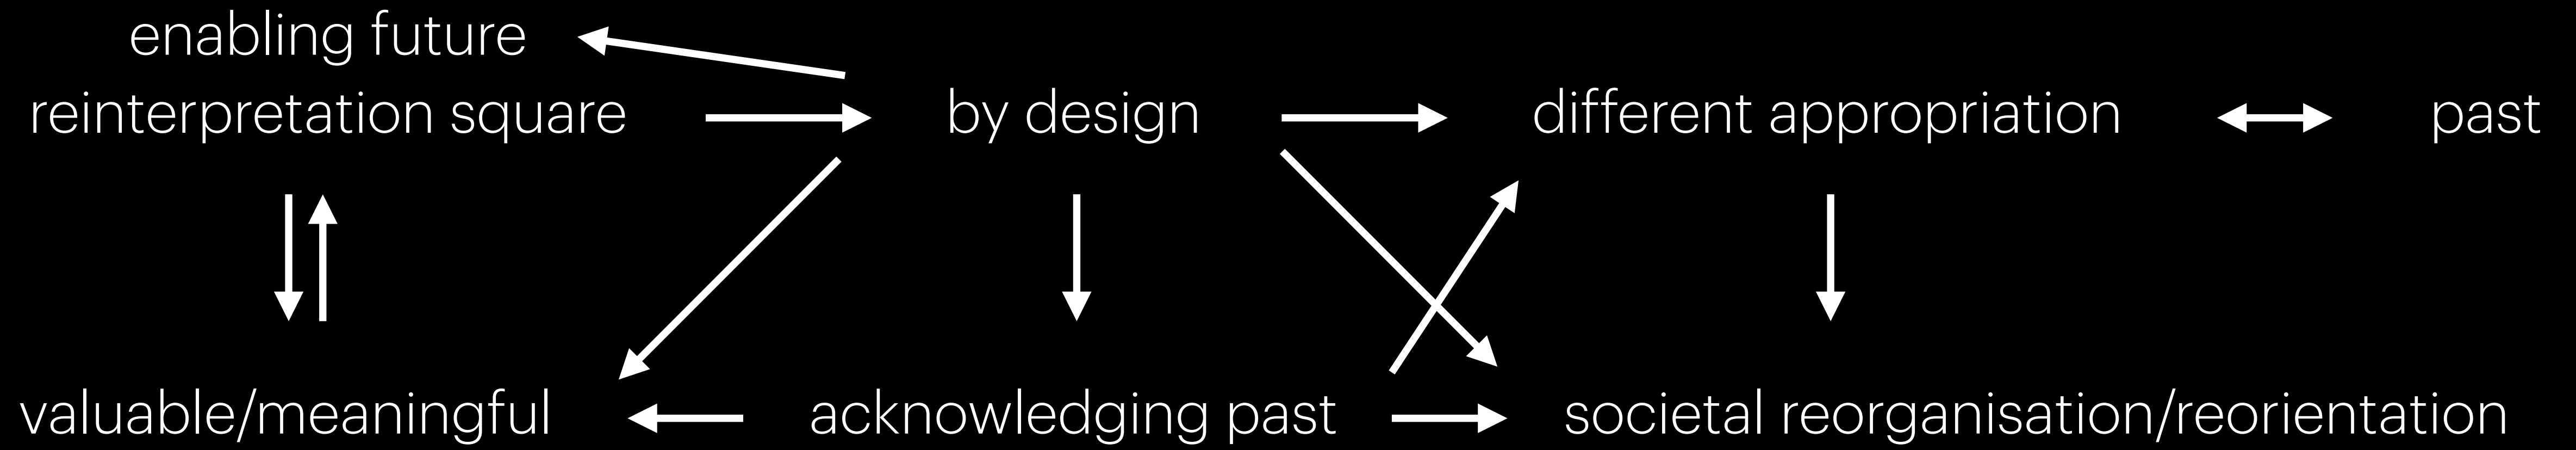 enabling future
reinterpretation square
by design
different appropriation
past
valuable/meaningful
acknowledging past
societal reorganisation/reorientation